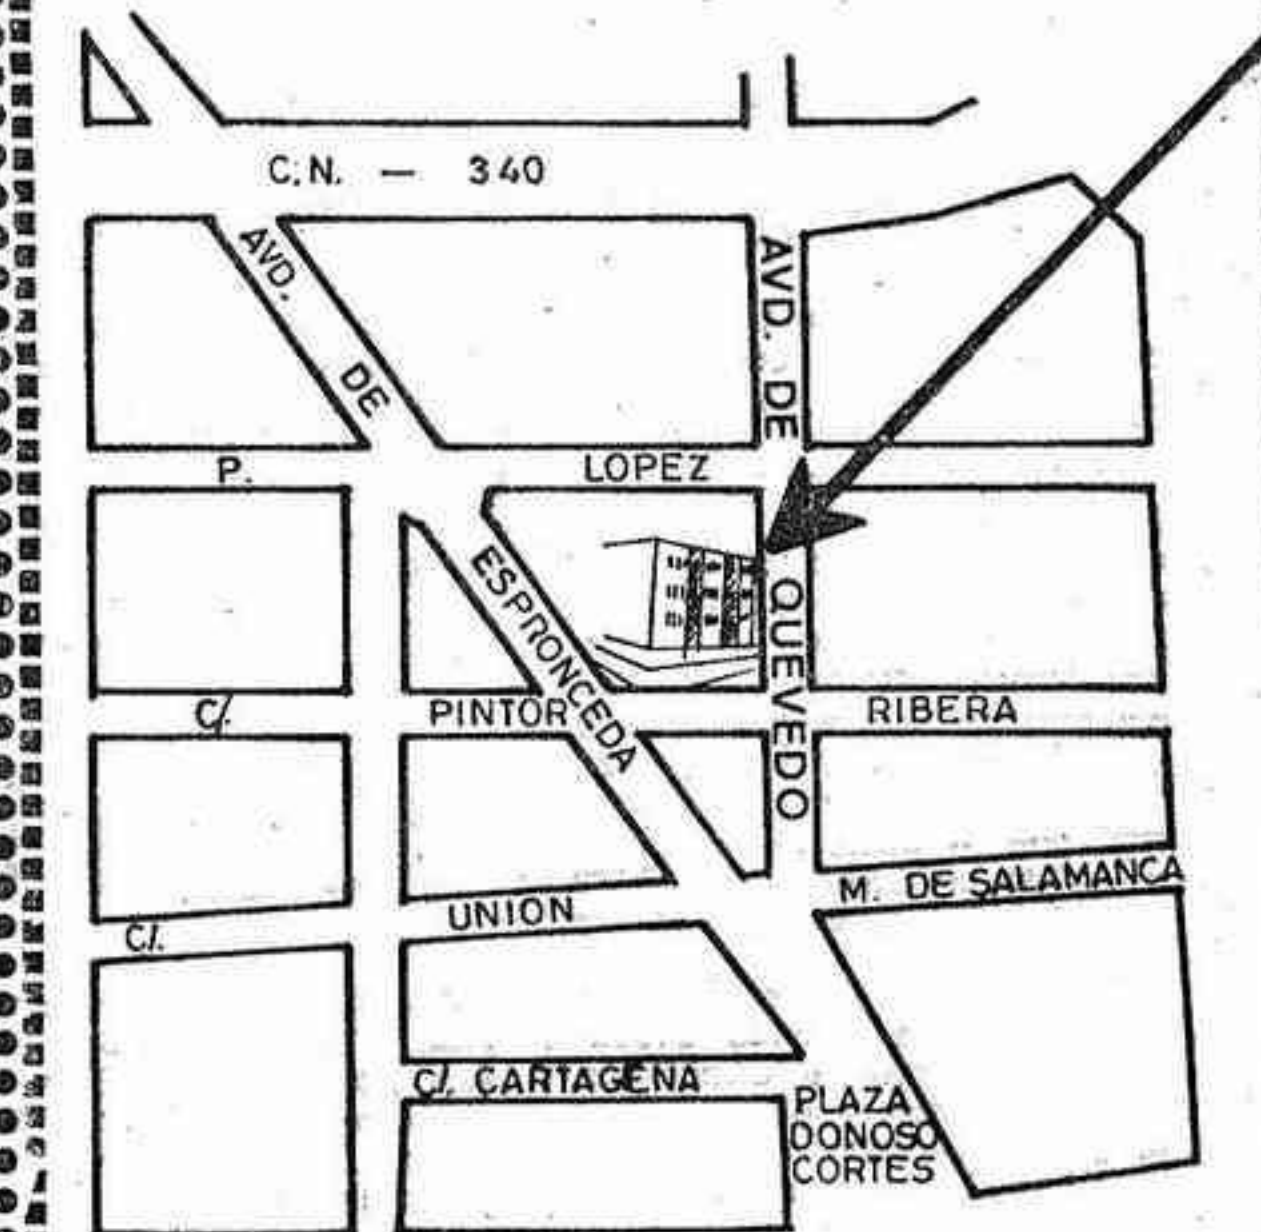 C.N. — 340
AVD. DE ESPRONCEDA
AVD. DE QUEVEDO
P. LOPEZ
C/. PINTOR RIBERA
M. DE SALAMANCA
C/. UNION
C/. CARTAGENA
PLAZA
DONOSO
CORTES